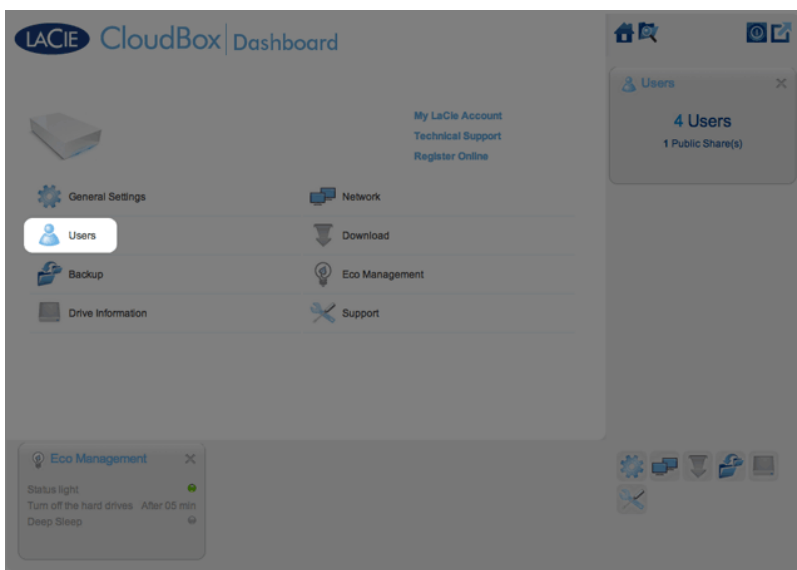 LACIE CloudBox Dashboard
Users
4 Users
1 Public Share(s)
My LaCie Account
Technical Support
Register Online
General Settings
Network
Users
Download
Backup
Eco Management
Drive Information
Support
Eco Management
Status light
Turn off the hard drives After 05 min
Deep Sleep